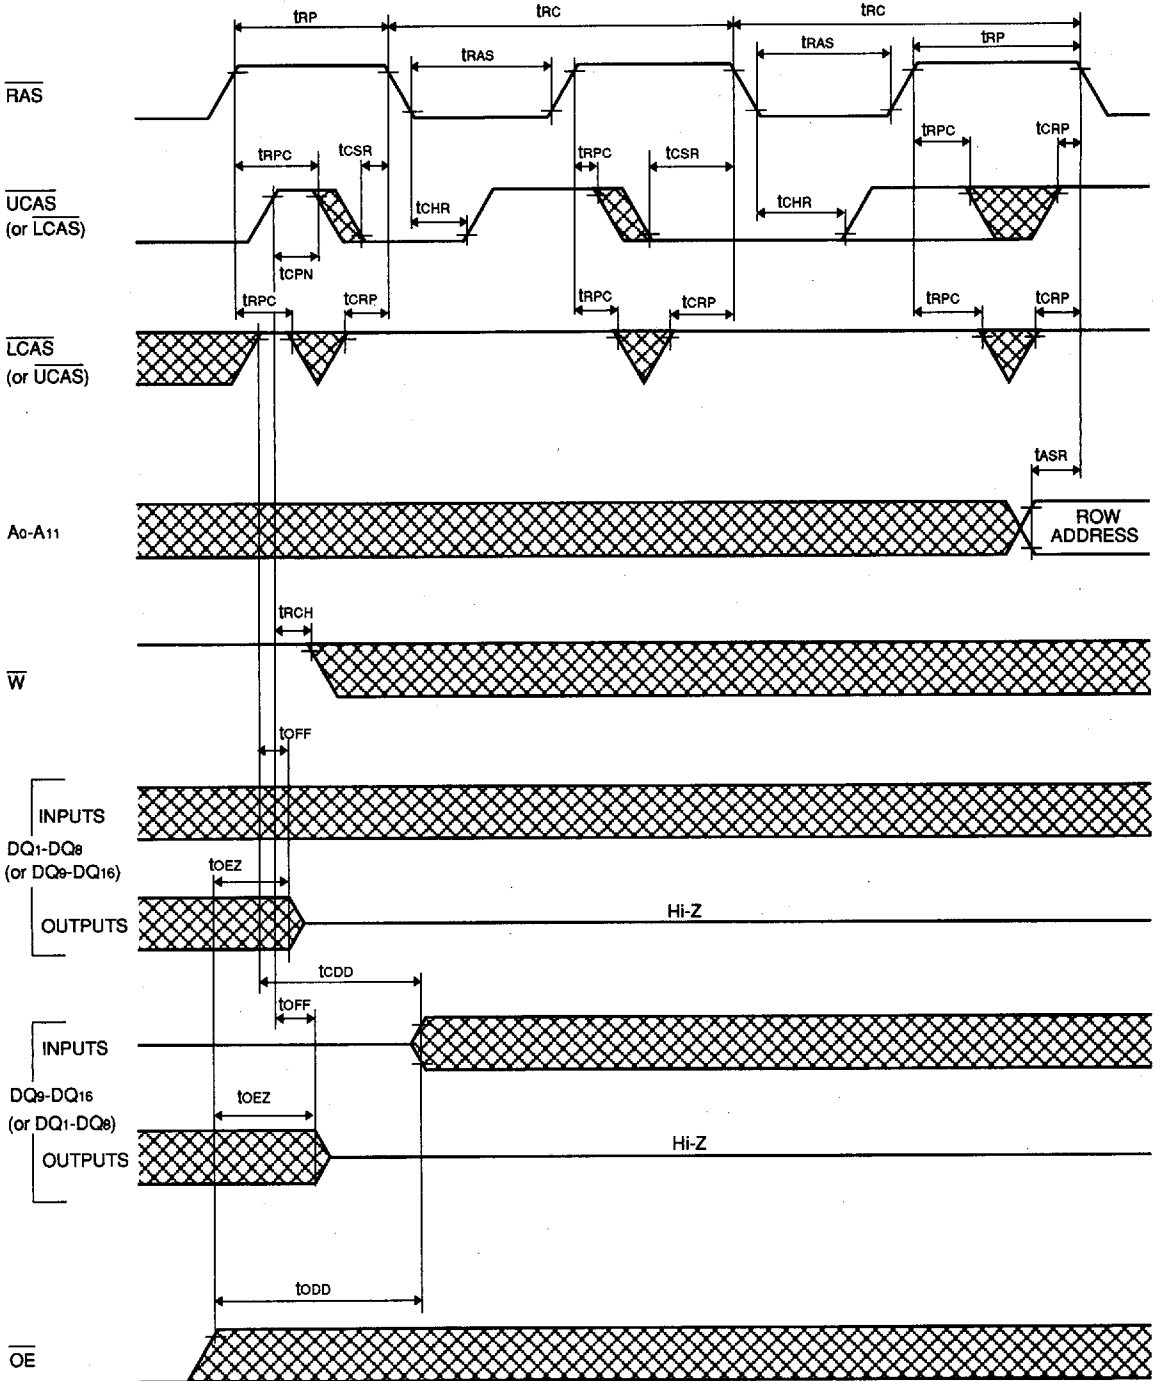 tRP tRC tRC
tRAS tRAS tRP
RAS
tRPC tCSR tRPC tCSR tRPC tCRP
UCAS
(or LCAS)
tCHR tCHR
tCPN
tRPC tCRP tRPC tCRP tRPC tCRP
LCAS
(or UCAS)
tASR
A0-A11
ROW
ADDRESS
tRCH
W
tOFF
INPUTS
DQ1-DQ8
(or DQ9-DQ16)
tOEZ
OUTPUTS
Hi-Z
tCDD
tOFF
INPUTS
DQ9-DQ16
(or DQ1-DQ8)
tOEZ
OUTPUTS
Hi-Z
tODD
OE